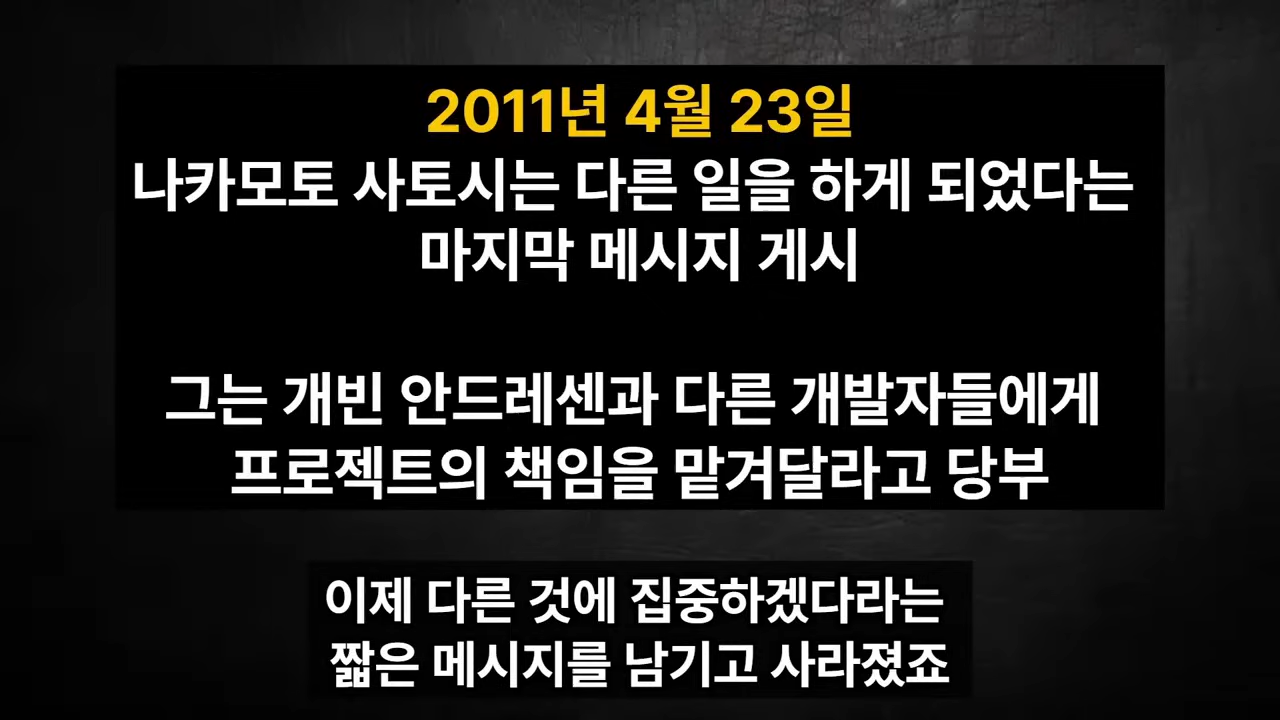 2011년 4월 23일
나카모토 사토시는 다른 일을 하게 되었다는
마지막 메시지 게시
그는 개빈 안드레센과 다른 개발자들에게
프로젝트의 책임을 맡겨달라고 당부
이제 다른 것에 집중하겠다라는
짧은 메시지를 남기고 사라졌죠